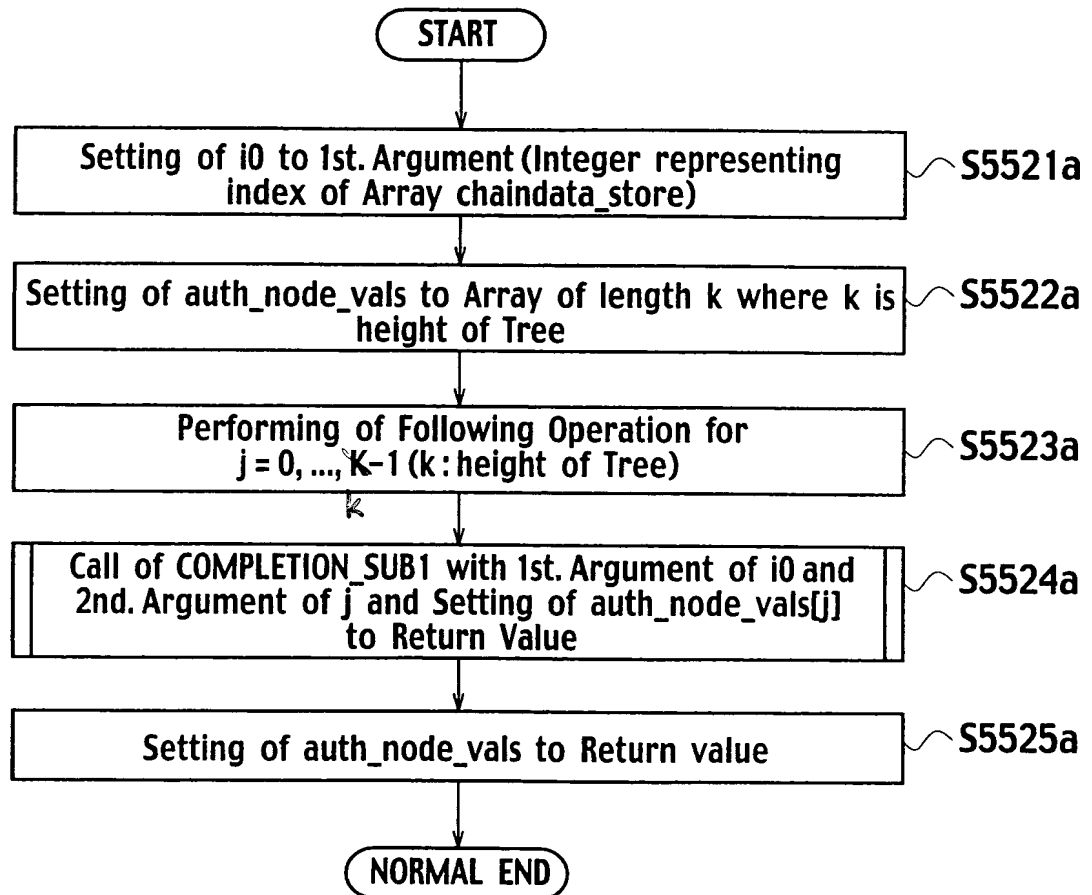 START
Setting of i0 to 1st. Argument (Integer representing
index of Array chaindata_store)
S5521a
Setting of auth_node_vals to Array of length k where k is
height of Tree
S5522a
Performing of Following Operation for
j = 0, ..., K-1 (k : height of Tree)
k
S5523a
Call of COMPLETION_SUB1 with 1st. Argument of i0 and
2nd. Argument of j and Setting of auth_node_vals[j]
to Return Value
S5524a
Setting of auth_node_vals to Return value
S5525a
NORMAL END